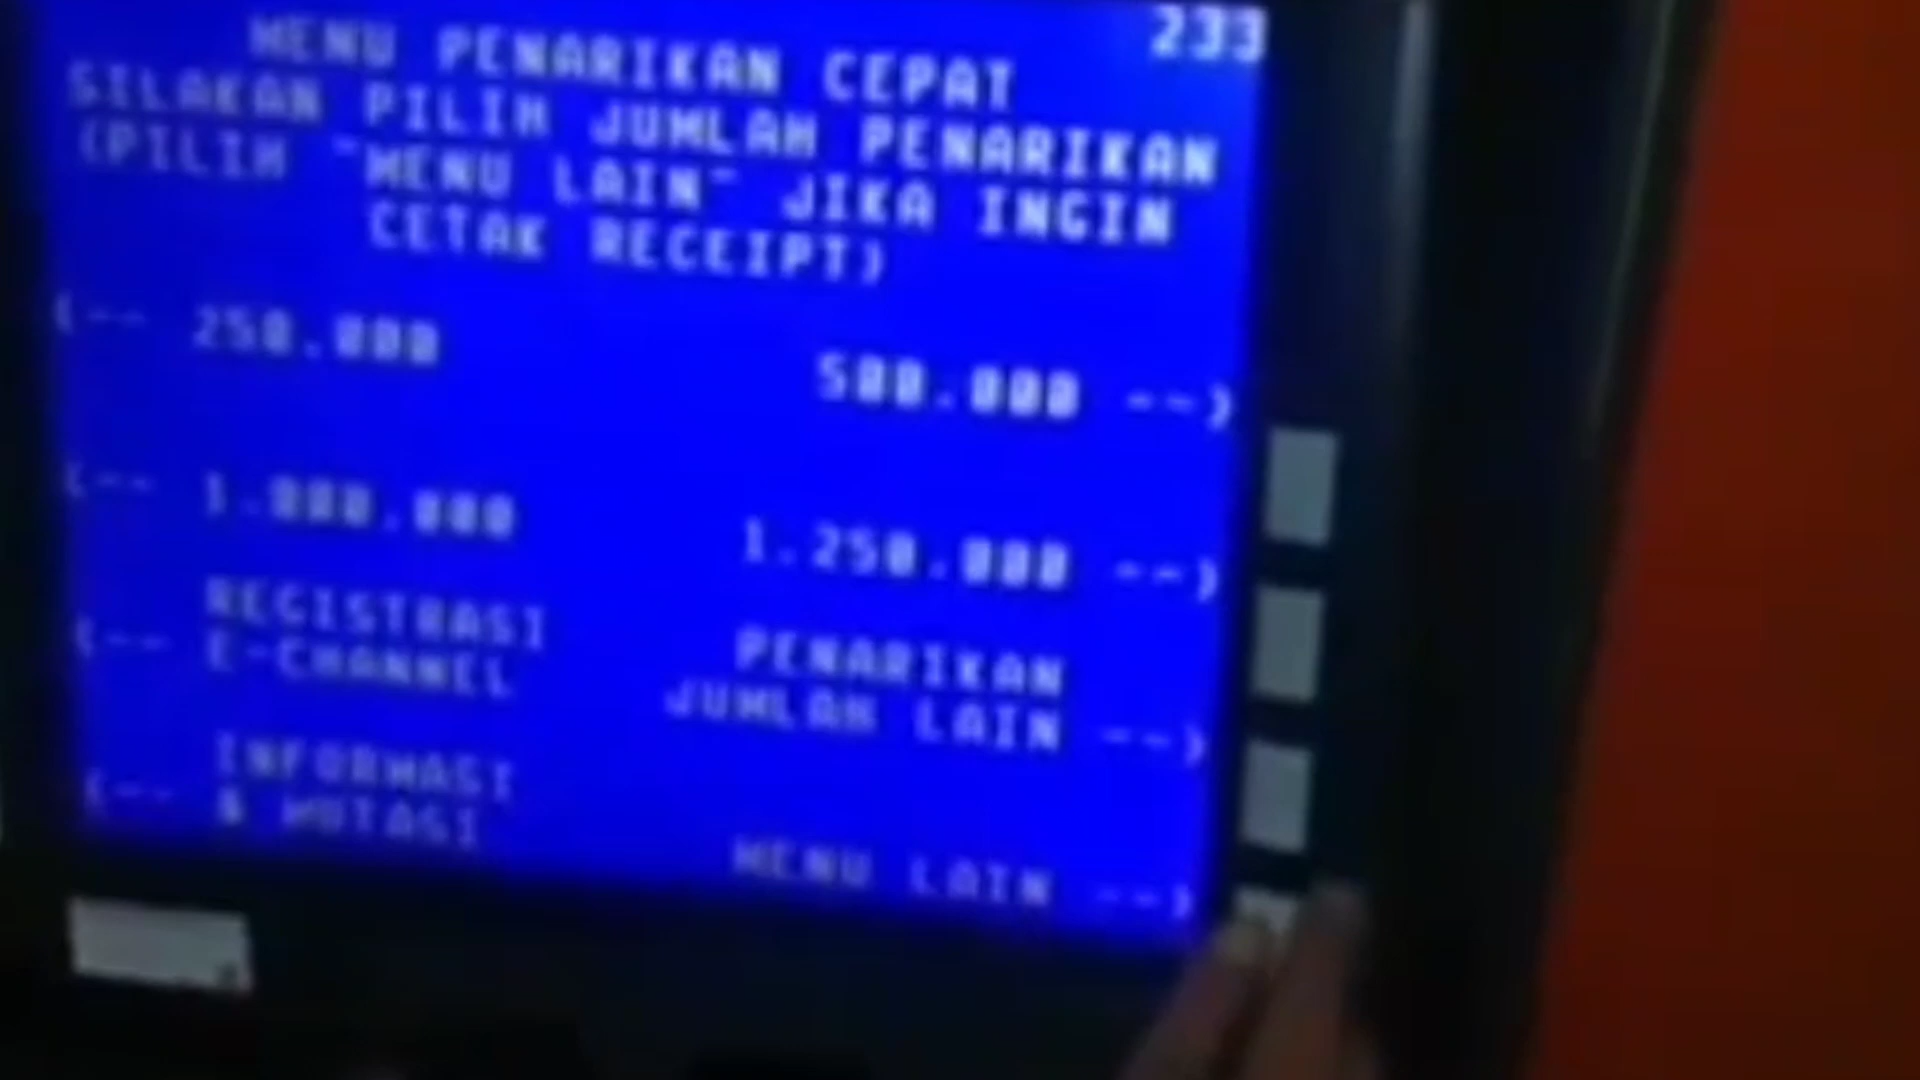 233
MENU PENARIKAN CEPAT
SILAKAN PILIH JUMLAH PENARIKAN
(PILIH "MENU LAIN" JIKA INGIN
CETAK RECEIPT)
<-- 250.000
500.000 -->
<-- 1.000.000
1.250.000 -->
REGISTRASI
<-- E-CHANNEL
PENARIKAN
JUMLAH LAIN -->
INFORMASI
<-- & MUTASI
MENU LAIN -->